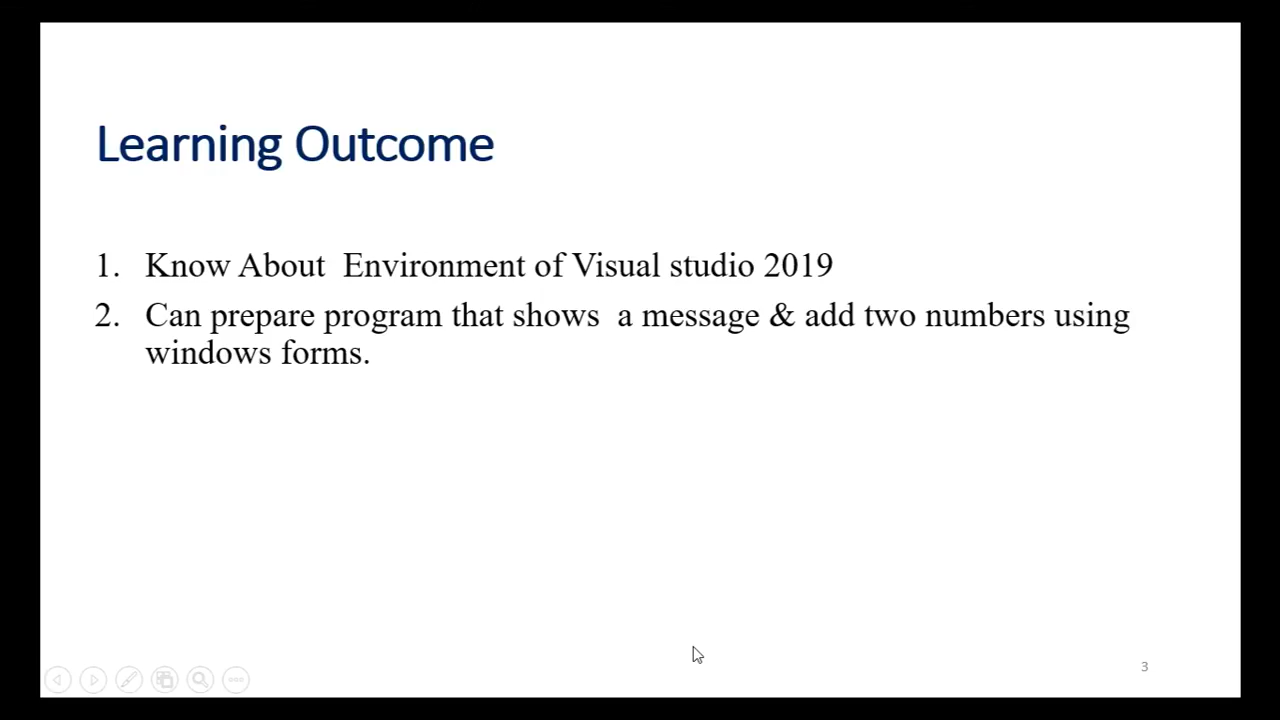 Learning Outcome
1. Know About  Environment of Visual studio 2019
2. Can prepare program that shows  a message & add two numbers using
windows forms.
3